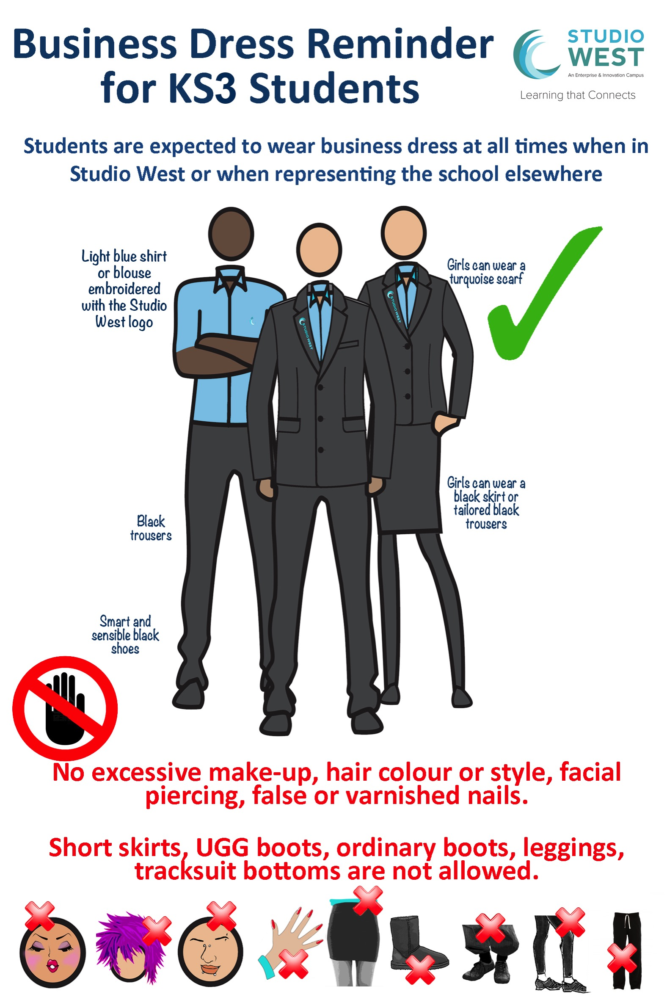 Business Dress Reminder
for KS3 Students
STUDIO
WEST
An Enterprise & Innovation Campus
Learning that Connects
Students are expected to wear business dress at all times when in
Studio West or when representing the school elsewhere
Light blue shirt
or blouse
embroidered
with the Studio
West logo
Girls can wear a
turquoise scarf
STUDIO WEST
STUDIO WEST
Girls can wear a
black skirt or
tailored black
trousers
Black
trousers
Smart and
sensible black
shoes
No excessive make-up, hair colour or style, facial
piercing, false or varnished nails.
Short skirts, UGG boots, ordinary boots, leggings,
tracksuit bottoms are not allowed.